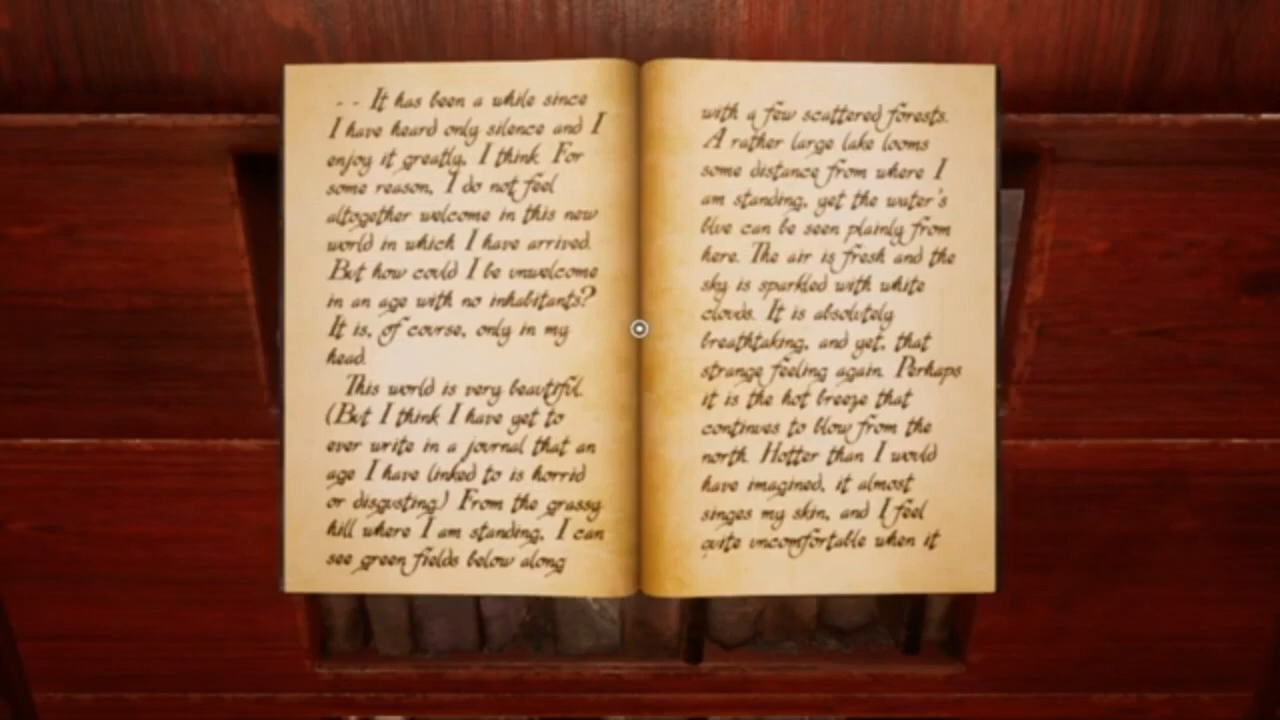 - - It has been a while since
I have heard only silence and I
enjoy it greatly, I think. For
some reason, I do not feel
altogether welcome in this new
world in which I have arrived.
But how could I be unwelcome
in an age with no inhabitants?
It is, of course, only in my
head.
This world is very beautiful.
(But I think I have yet to
ever write in a journal that an
age I have linked to is horrid
or disgusting.) From the grassy
hill where I am standing, I can
see green fields below along
with a few scattered forests.
A rather large lake looms
some distance from where I
am standing, yet the water's
blue can be seen plainly from
here. The air is fresh and the
sky is sparkled with white
clouds. It is absolutely
breathtaking, and yet, that
strange feeling again. Perhaps
it is the hot breeze that
continues to blow from the
north. Hotter than I would
have imagined, it almost
singes my skin, and I feel
quite uncomfortable when it